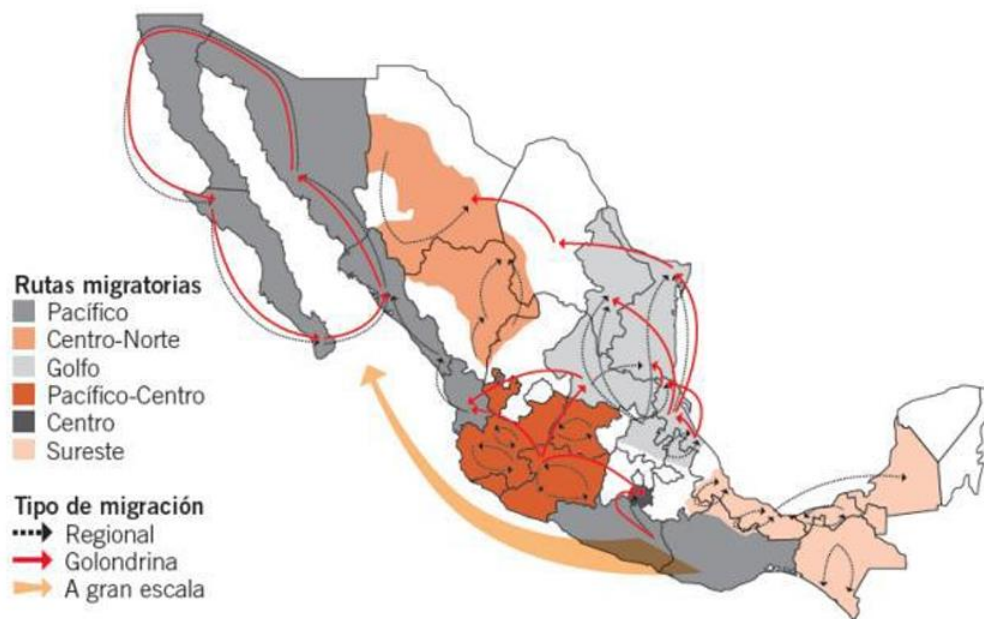 Rutas migratorias
Pacífico
Centro-Norte
Golfo
Pacífico-Centro
Centro
Sureste
Tipo de migración
Regional
Golondrina
A gran escala